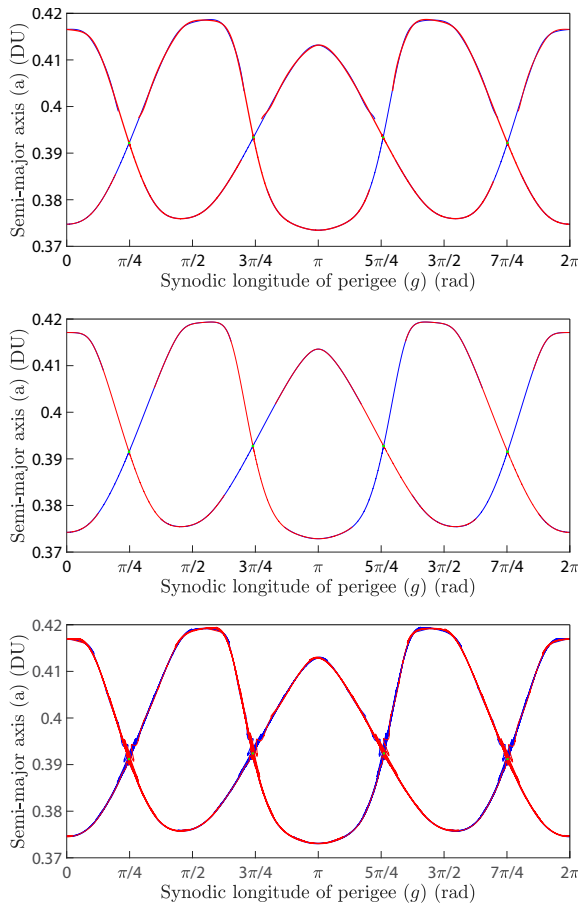 0.42
0.41
0.4
0.39
0.38
0.37
Semi-major axis (a) (DU)
0 π/4 π/2 3π/4 π 5π/4 3π/2 7π/4 2π
Synodic longitude of perigee (g) (rad)
0.42
0.41
0.4
0.39
0.38
0.37
Semi-major axis (a) (DU)
0 π/4 π/2 3π/4 π 5π/4 3π/2 7π/4 2π
Synodic longitude of perigee (g) (rad)
0.42
0.41
0.4
0.39
0.38
0.37
Semi-major axis (a) (DU)
0 π/4 π/2 3π/4 π 5π/4 3π/2 7π/4 2π
Synodic longitude of perigee (g) (rad)